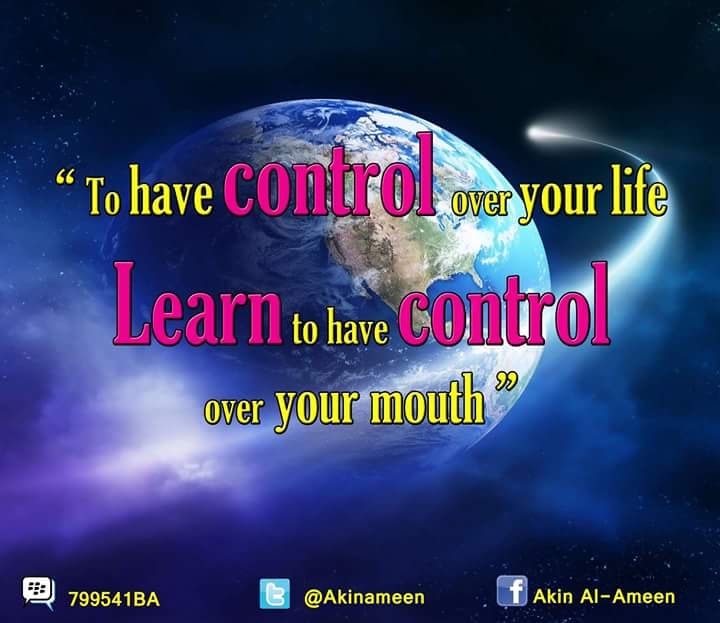 “ To have control over your life
Learn to have control
over your mouth ”
799541BA @Akinameen Akin Al-Ameen